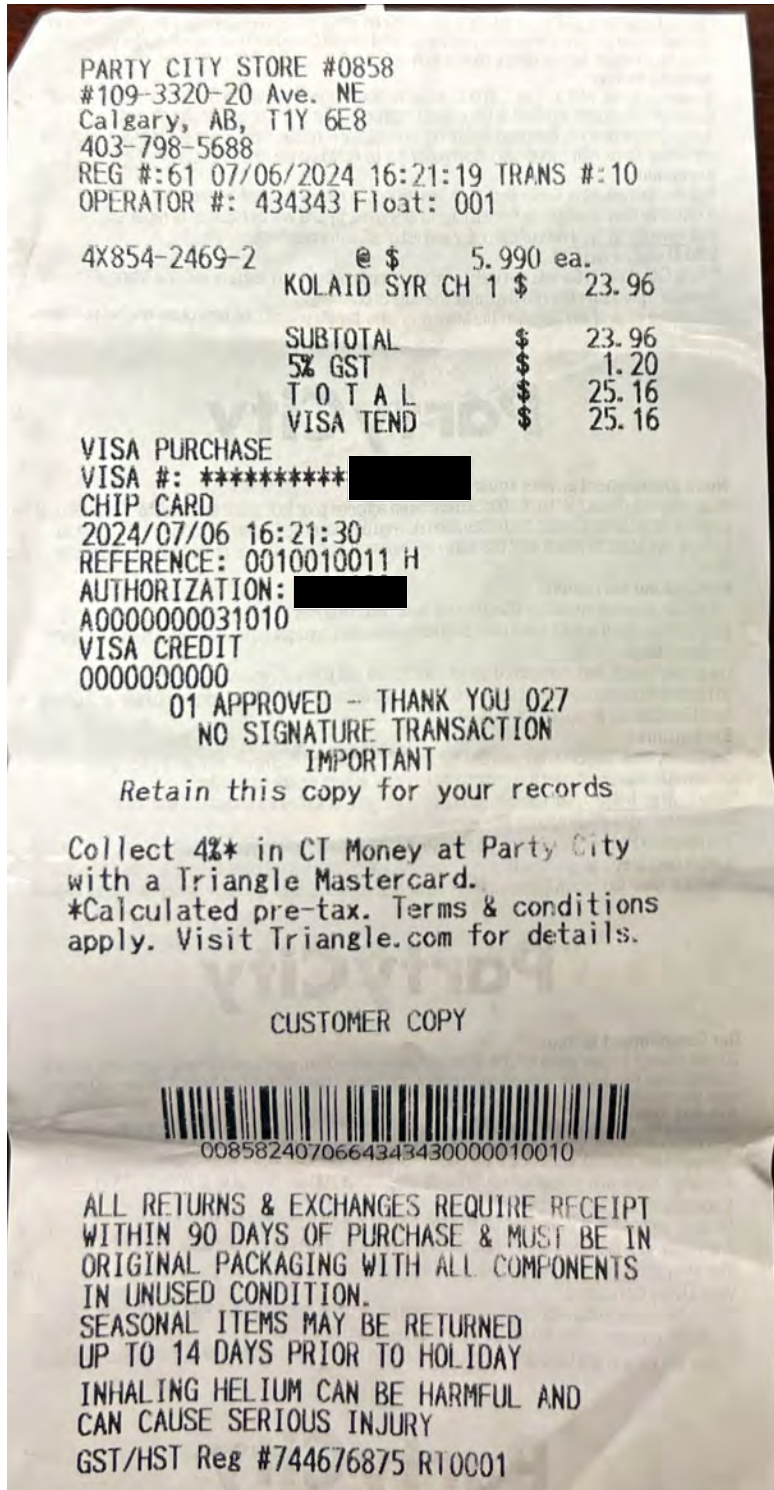 PARTY CITY STORE #0858
#109-3320-20 Ave. NE
Calgary, AB, T1Y 6E8
403-798-5688
REG #:61 07/06/2024 16:21:19 TRANS #:10
OPERATOR #: 434343 Float: 001
4X854-2469-2 @ $ 5.990 ea.
KOLAID SYR CH 1 $ 23.96
SUBTOTAL $ 23.96
5% GST $ 1.20
T O T A L $ 25.16
VISA TEND $ 25.16
VISA PURCHASE
VISA #: **********
CHIP CARD
2024/07/06 16:21:30
REFERENCE: 0010010011 H
AUTHORIZATION:
A0000000031010
VISA CREDIT
0000000000
01 APPROVED - THANK YOU 027
NO SIGNATURE TRANSACTION
IMPORTANT
Retain this copy for your records
Collect 4%* in CT Money at Party City
with a Triangle Mastercard.
*Calculated pre-tax. Terms & conditions
apply. Visit Triangle.com for details.
CUSTOMER COPY
0085824070664343430000010010
ALL RETURNS & EXCHANGES REQUIRE RECEIPT
WITHIN 90 DAYS OF PURCHASE & MUST BE IN
ORIGINAL PACKAGING WITH ALL COMPONENTS
IN UNUSED CONDITION.
SEASONAL ITEMS MAY BE RETURNED
UP TO 14 DAYS PRIOR TO HOLIDAY
INHALING HELIUM CAN BE HARMFUL AND
CAN CAUSE SERIOUS INJURY
GST/HST Reg #744676875 RT0001